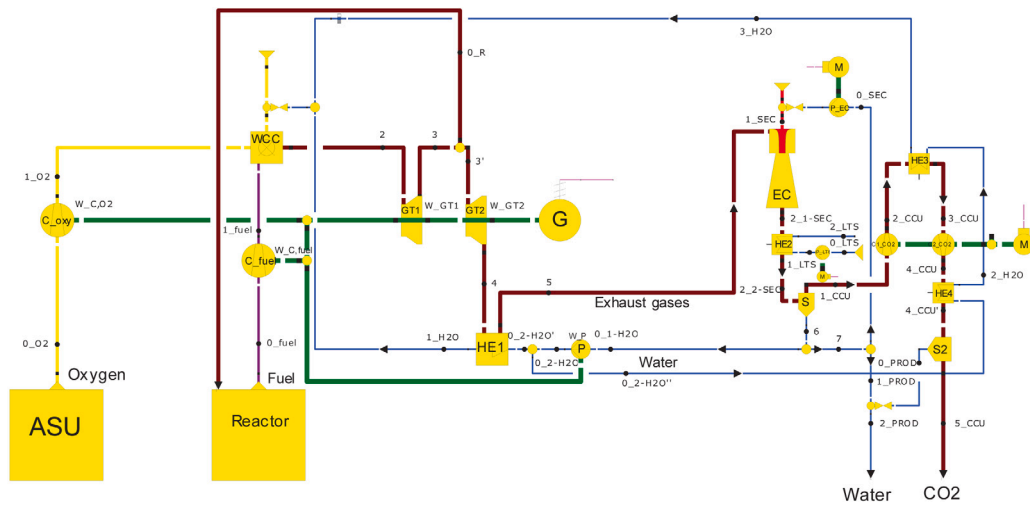 3_H2O
0_R
M
P_EC
0_SEC
1_SEC
WCC
2
3
3'
HE3
1_O2
C_oxy
W_C,O2
1_fuel
W_C,fuel
C_fuel
GT1
W_GT1
GT2
W_GT2
G
EC
2_1-SEC
2_LTS
0_LTS
HE2
1_LTS
M
2_CCU
3_CCU
2_CO2
M
4_CCU
2_H2O
HE4
4_CCU'
4
5
Exhaust gases
2_2-SEC
S
1_CCU
6
7
0_O2
0_fuel
1_H2O
HE1
0_2-H2O'
0_2-H2O
W_P
P
0_1-H2O
Water
0_2-H2O''
S2
0_PROD
1_PROD
2_PROD
5_CCU
Oxygen
Fuel
ASU
Reactor
Water
CO2